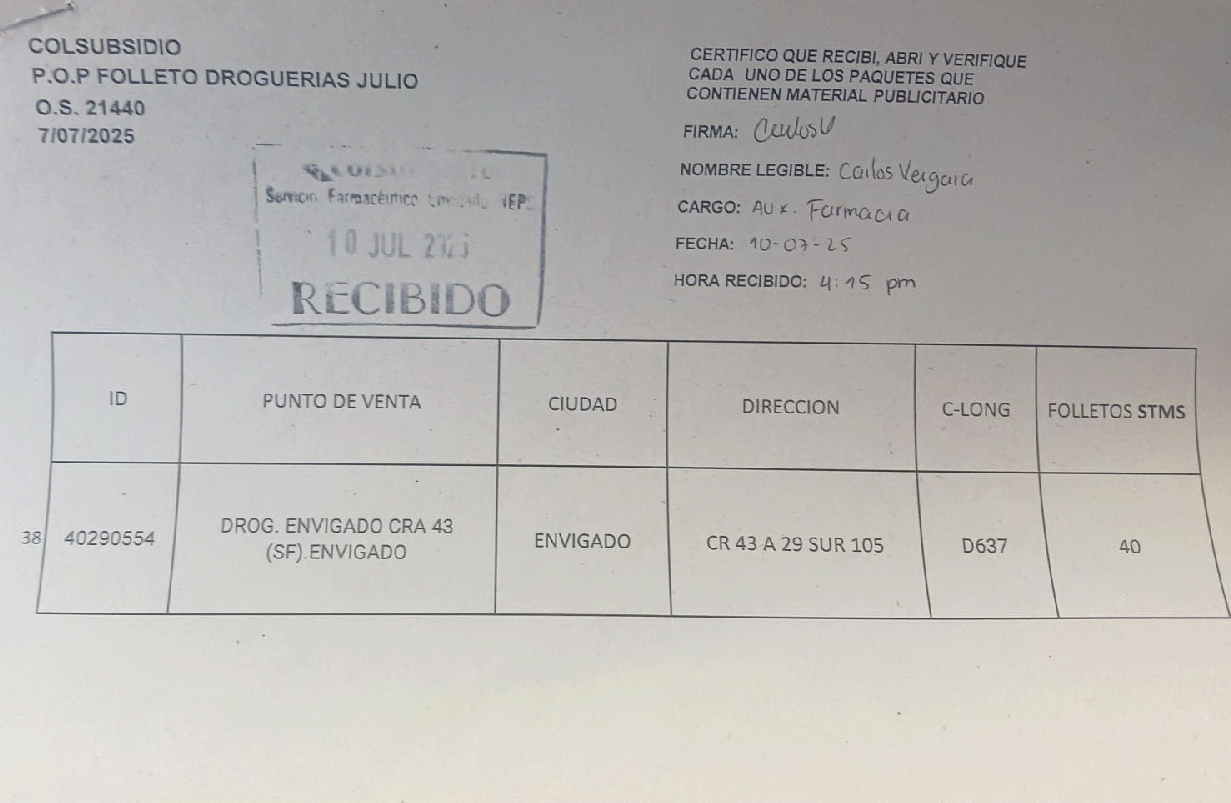 COLSUBSIDIO
P.O.P FOLLETO DROGUERIAS JULIO
O.S. 21440
7/07/2025
CERTIFICO QUE RECIBI, ABRI Y VERIFIQUE
CADA UNO DE LOS PAQUETES QUE
CONTIENEN MATERIAL PUBLICITARIO
FIRMA: CarlosV
NOMBRE LEGIBLE: Carlos Vergara
CARGO: Aux. Farmacia
FECHA: 10-07-25
HORA RECIBIDO: 4:15 pm
Servicio Farmacéutico
10 JUL 2025
RECIBIDO
ID PUNTO DE VENTA CIUDAD DIRECCION C-LONG FOLLETOS STMS
38 40290554 DROG. ENVIGADO CRA 43 ENVIGADO CR 43 A 29 SUR 105 D637 40
(SF) ENVIGADO